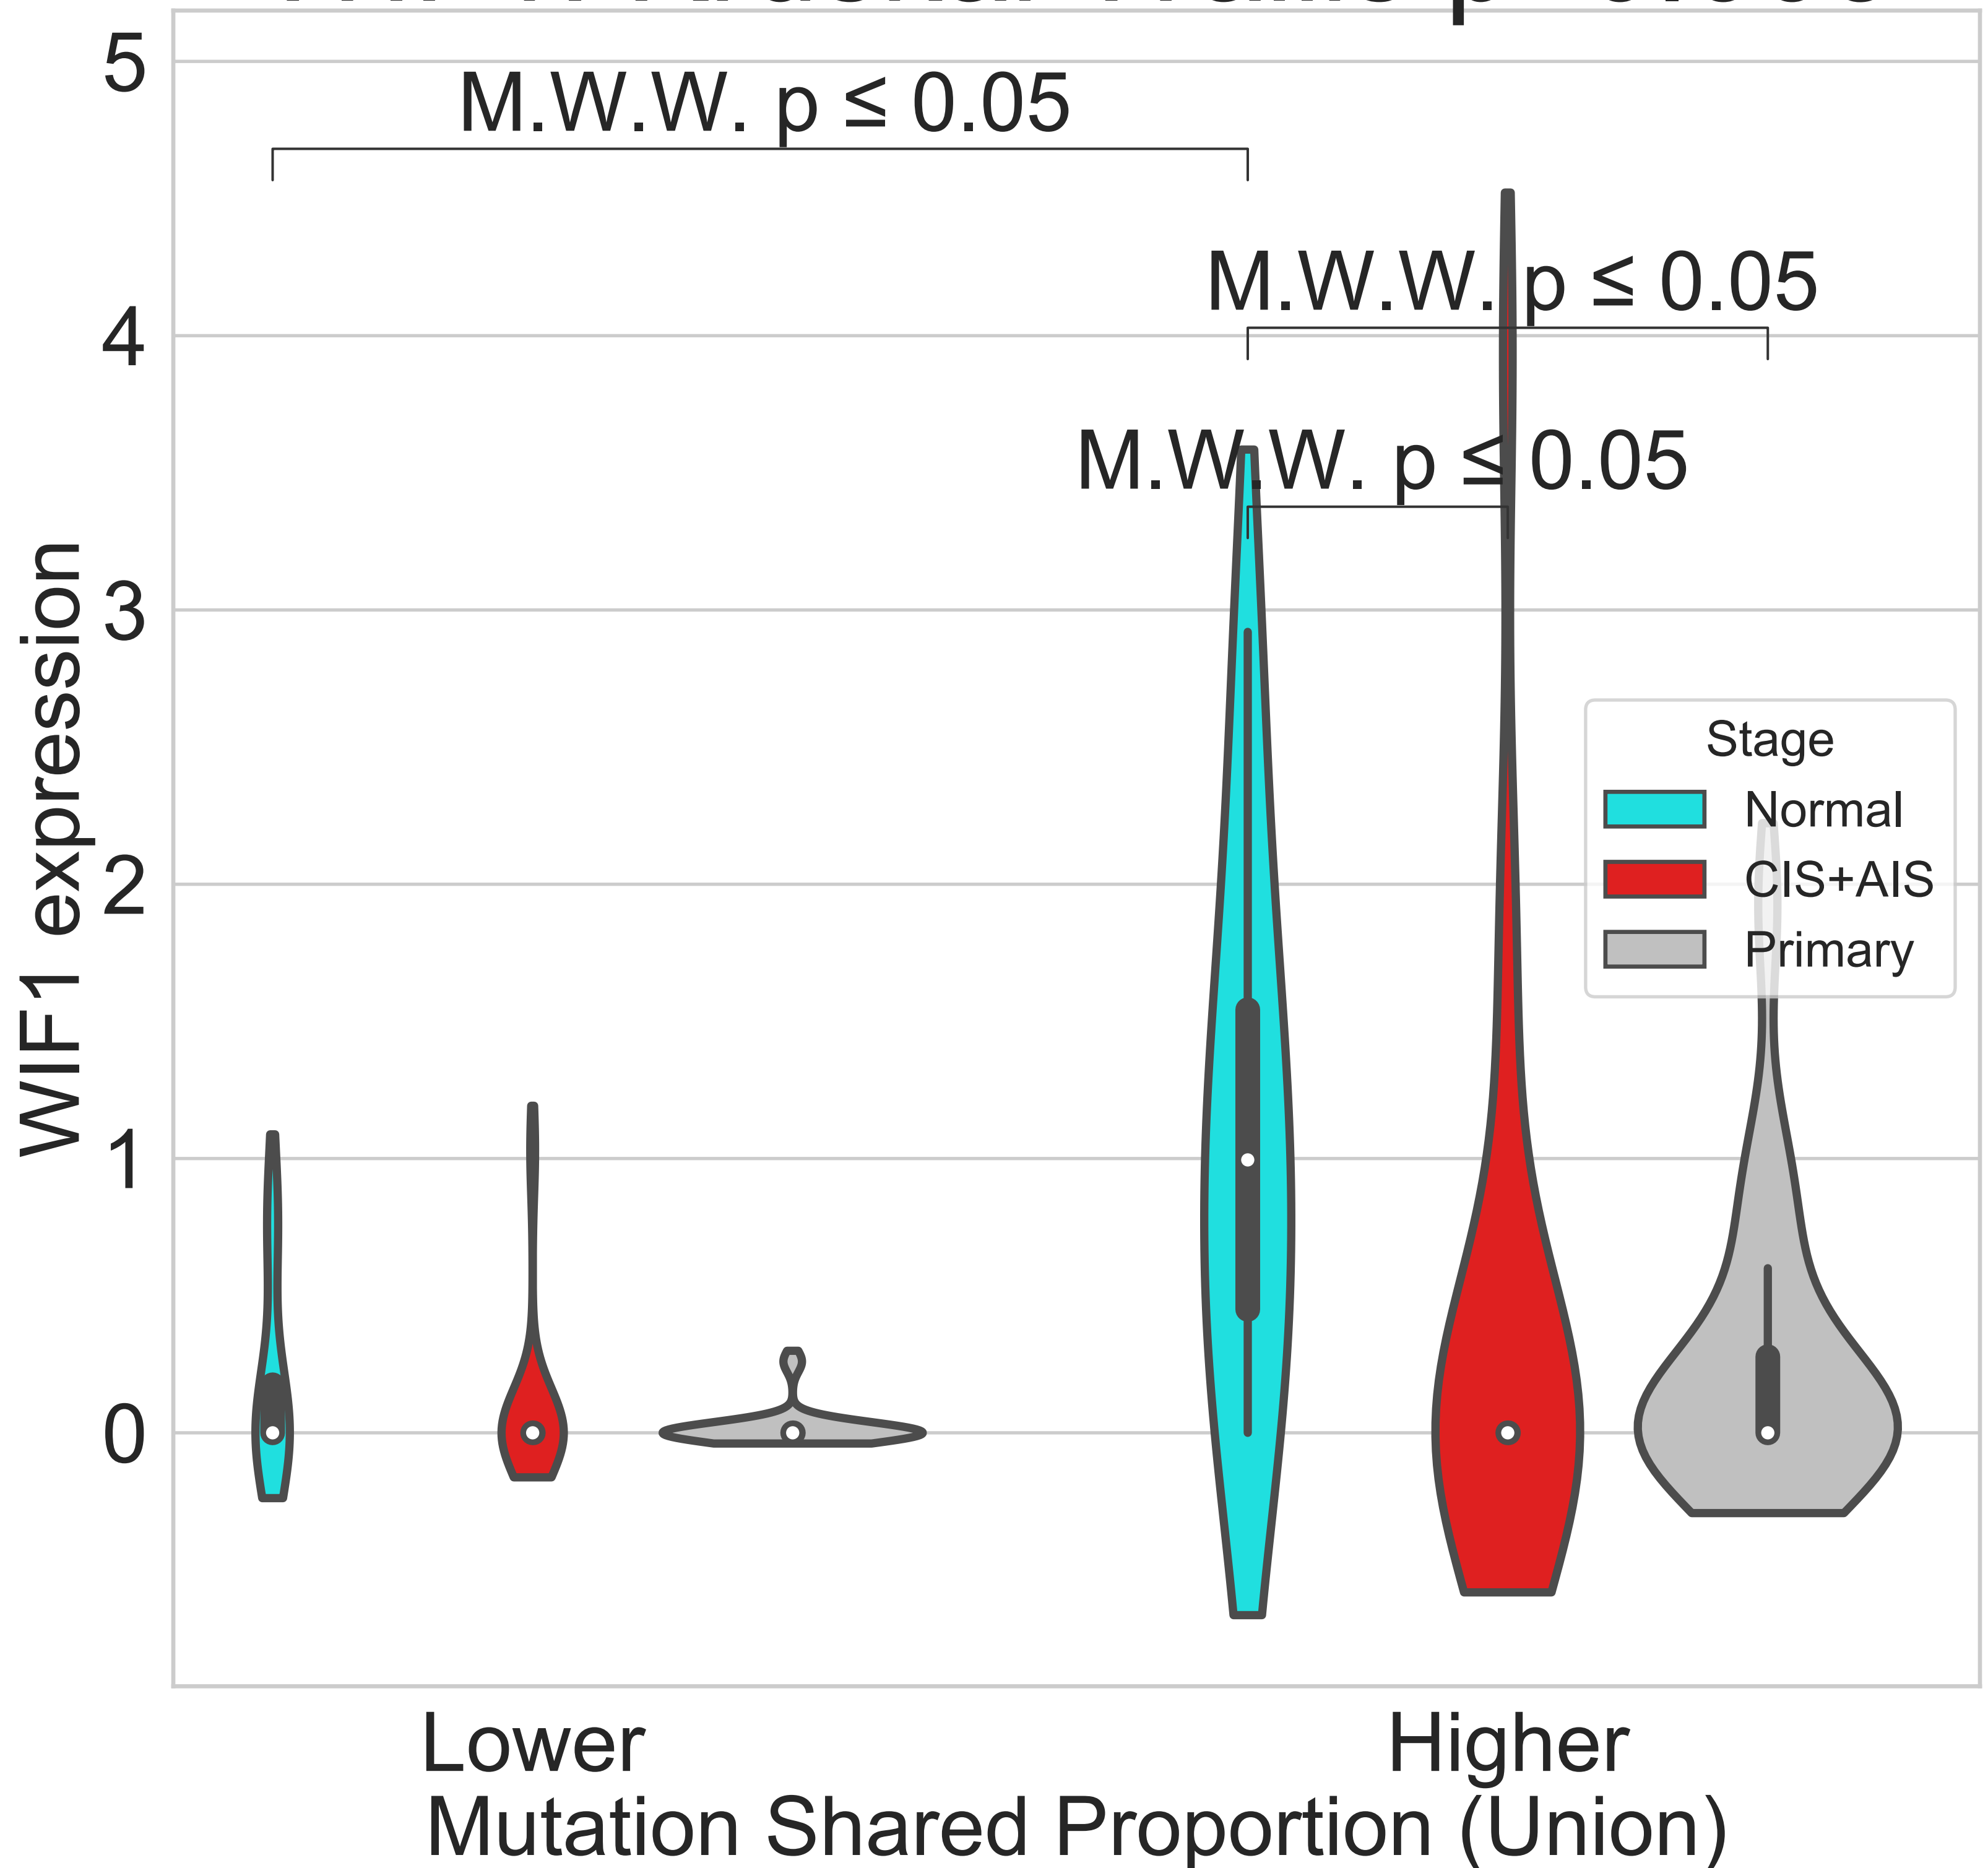 5
M.W.W. p ≤ 0.05
M.W.W. p ≤ 0.05
4
M.W.W. p ≤ 0.05
3
WIF1 expression
Stage
Normal
CIS+AIS
Primary
2
1
0
Lower
Higher
Mutation Shared Proportion (Union)